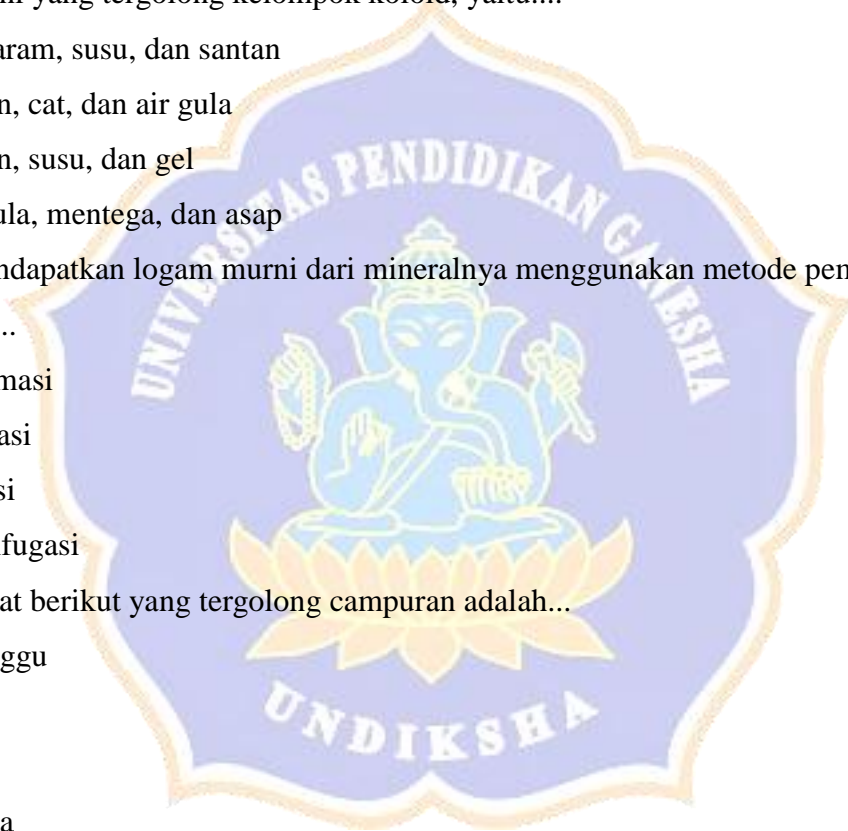 yang tergolong kelompok koloid, yaitu....
aram, susu, dan santan
n, cat, dan air gula
n, susu, dan gel
ula, mentega, dan asap
ndapatkan logam murni dari mineralnya menggunakan metode pen
...
masi
asi
si
ifugasi
at berikut yang tergolong campuran adalah...
nggu
a
UNIVERSITAS PENDIDIKAN GANESHA
UNDIKSHA